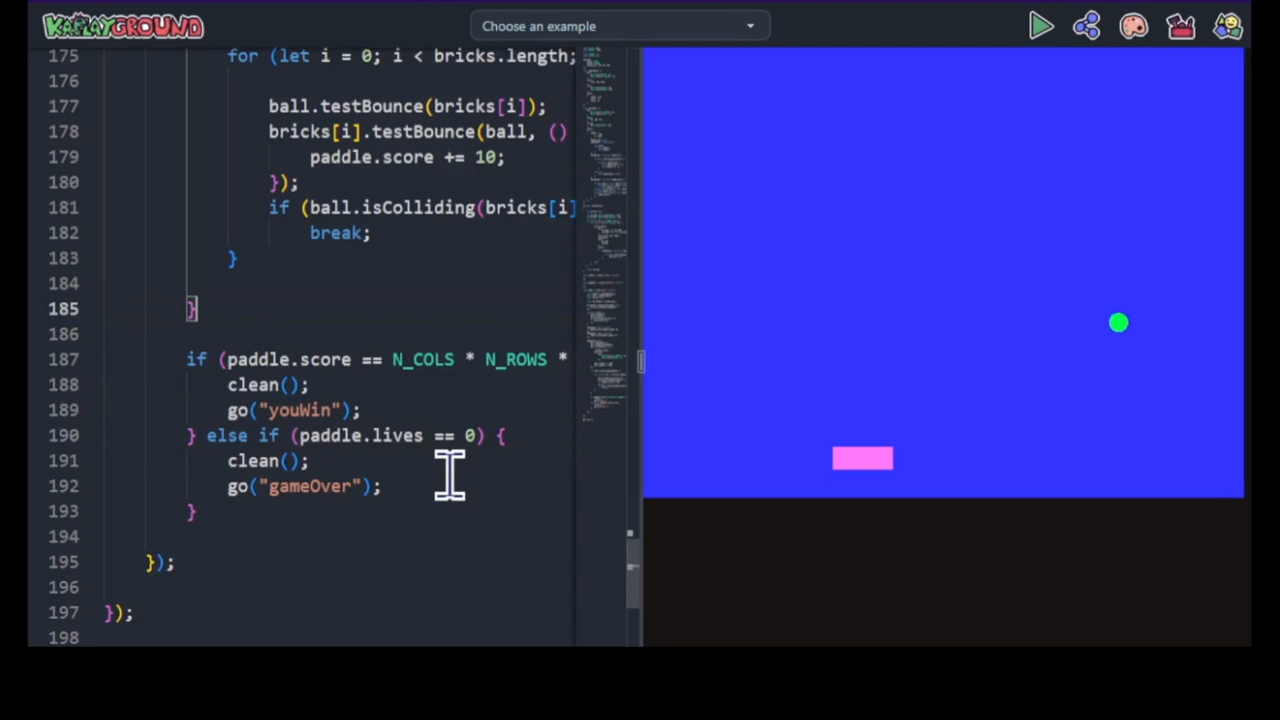 KAPLAYGROUND
Choose an example
175 for (let i = 0; i < bricks.length;
176
177 ball.testBounce(bricks[i]);
178 bricks[i].testBounce(ball, ()
179 paddle.score += 10;
180 });
181 if (ball.isColliding(bricks[i]
182 break;
183 }
184
185 }
186
187 if (paddle.score == N_COLS * N_ROWS *
188 clean();
189 go("youWin");
190 } else if (paddle.lives == 0) {
191 clean();
192 go("gameOver");
193 }
194
195 });
196
197 });
198